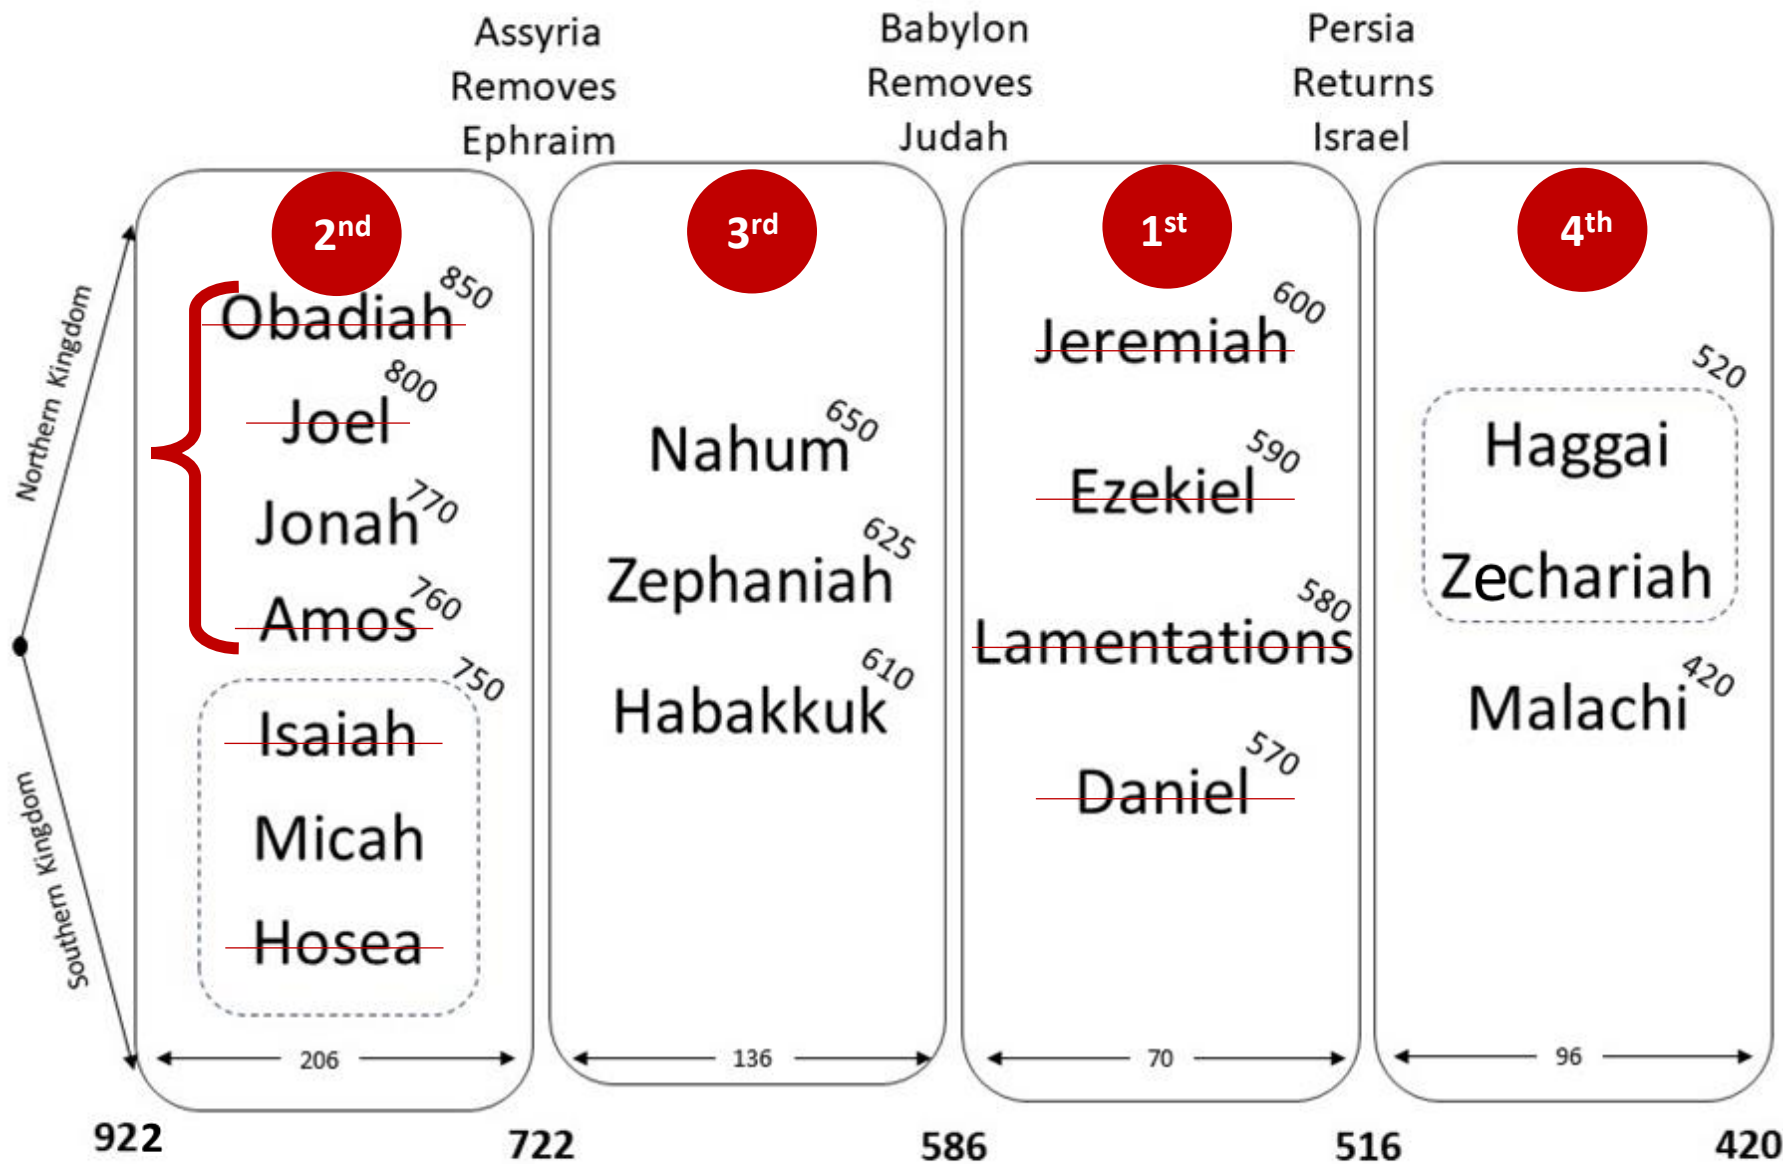 Assyria
Removes
Ephraim
Babylon
Removes
Judah
Persia
Returns
Israel
Northern Kingdom
Southern Kingdom
2nd
Obadiah 850
Joel 800
Jonah 770
Amos 760
750
Isaiah
Micah
Hosea
206
3rd
Nahum 650
Zephaniah 625
Habakkuk 610
136
1st
Jeremiah 600
Ezekiel 590
Lamentations 580
Daniel 570
70
4th
520
Haggai
Zechariah
Malachi 420
96
922
722
586
516
420